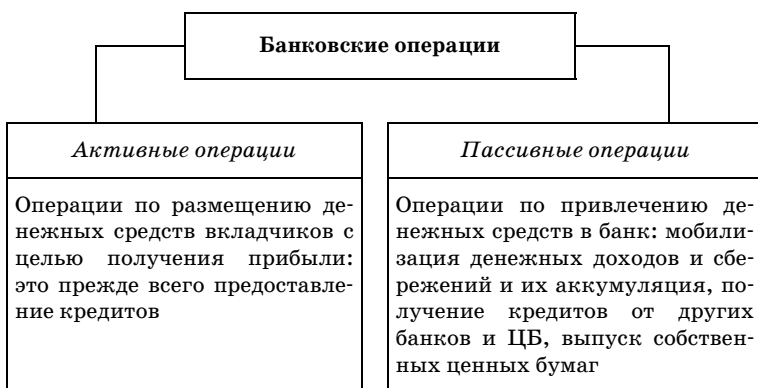 Банковские операции
Активные операции
Операции по размещению де-
нежных средств вкладчиков с
целью получения прибыли:
это прежде всего предоставле-
ние кредитов
Пассивные операции
Операции по привлечению де-
нежных средств в банк: мобили-
зация денежных доходов и сбе-
режений и их аккумуляция, по-
лучение кредитов от других
банков и ЦБ, выпуск собствен-
ных ценных бумаг